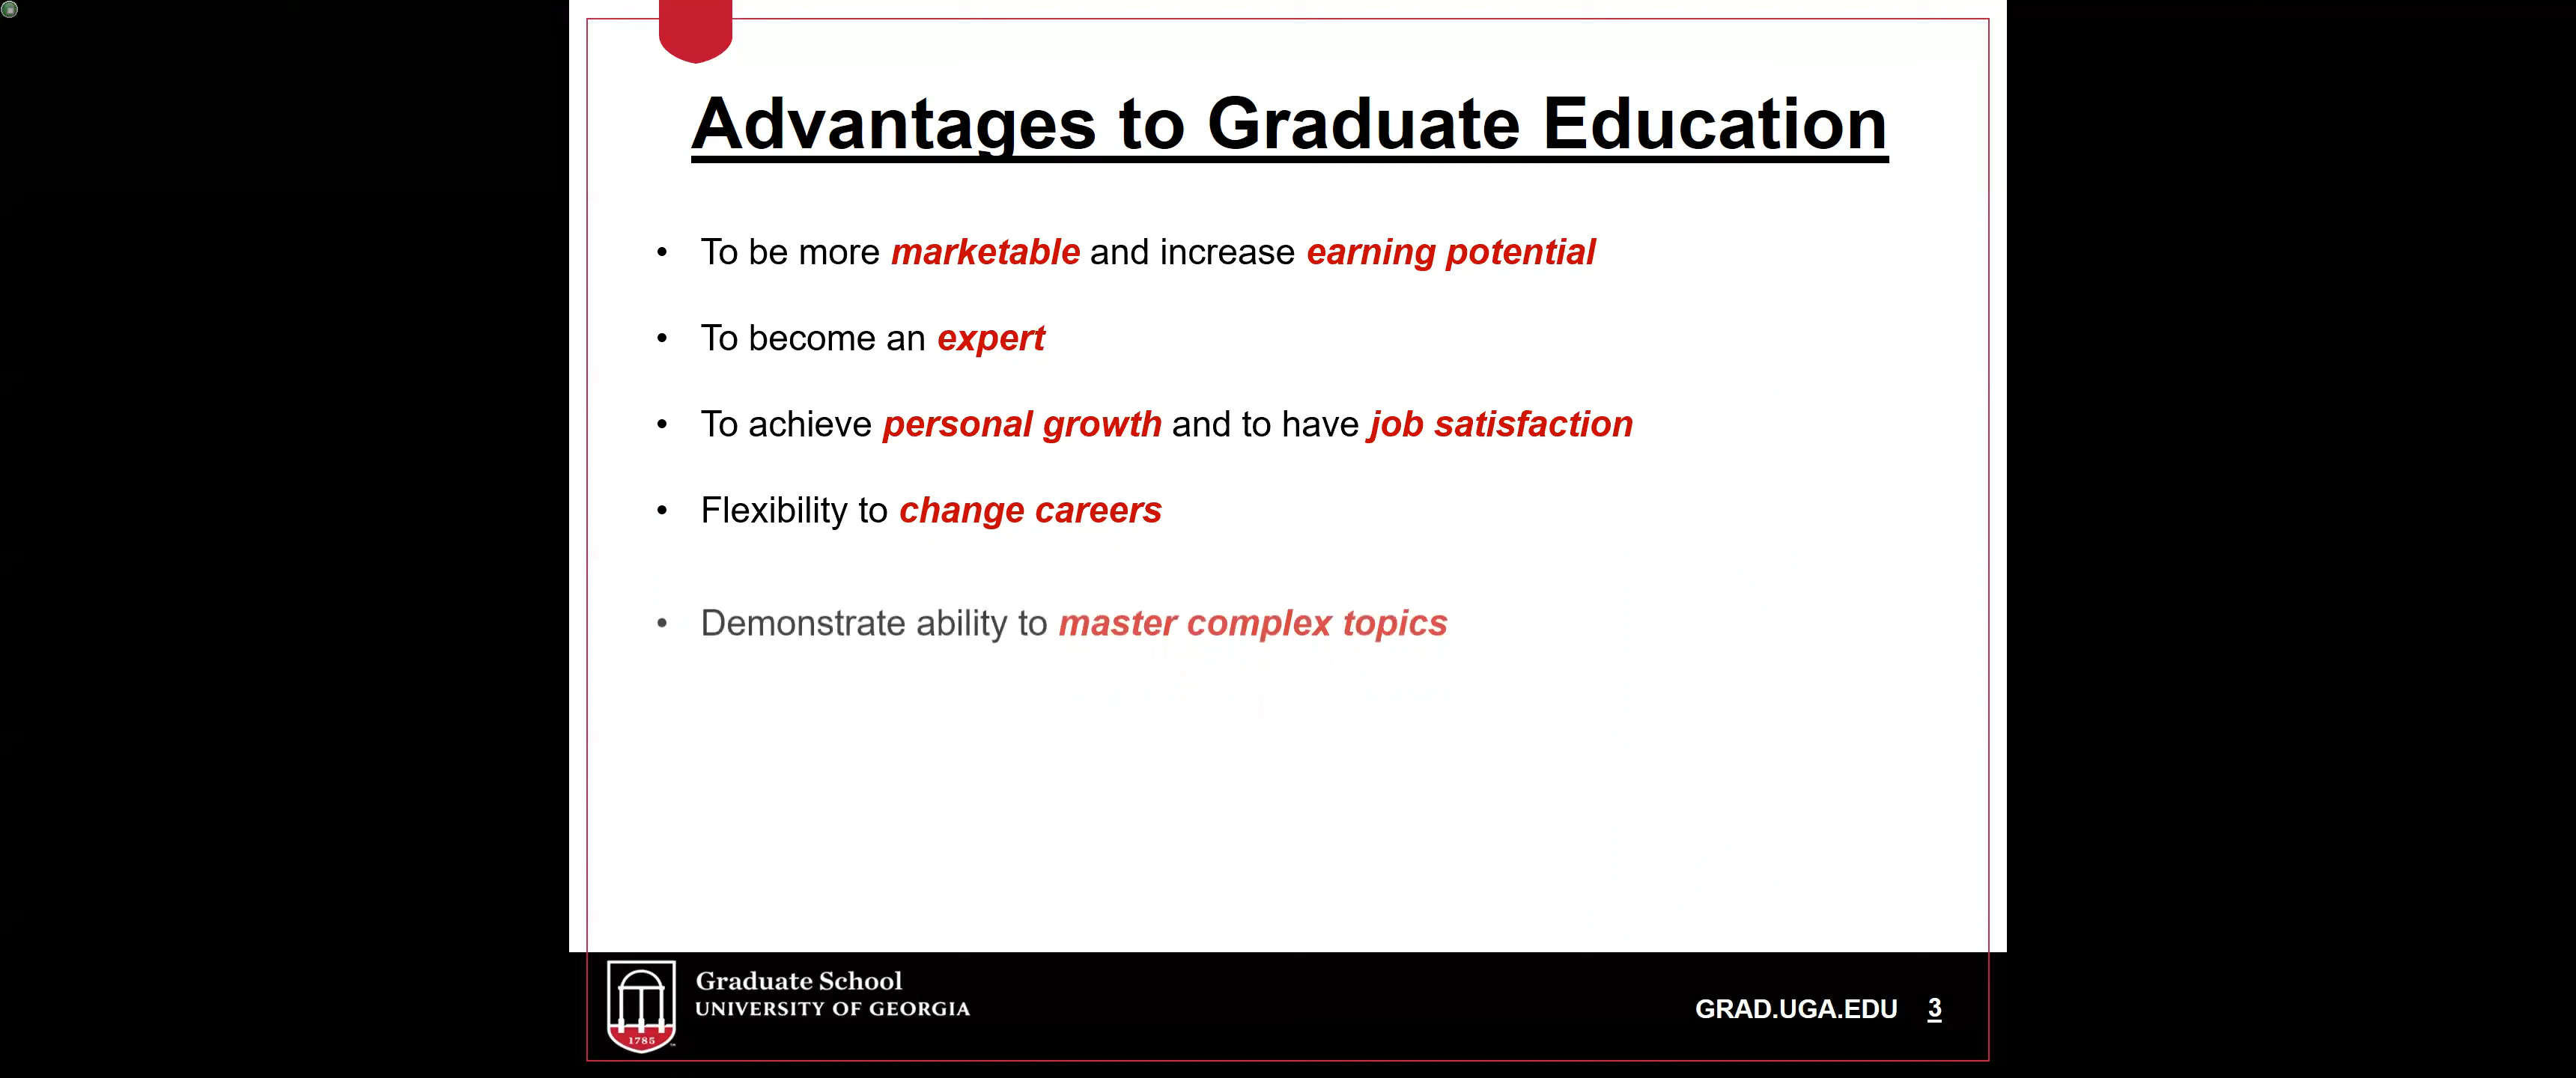 Advantages to Graduate Education
• To be more marketable and increase earning potential
• To become an expert
• To achieve personal growth and to have job satisfaction
• Flexibility to change careers
• Demonstrate ability to master complex topics
1785
Graduate School
UNIVERSITY OF GEORGIA
GRAD.UGA.EDU 3